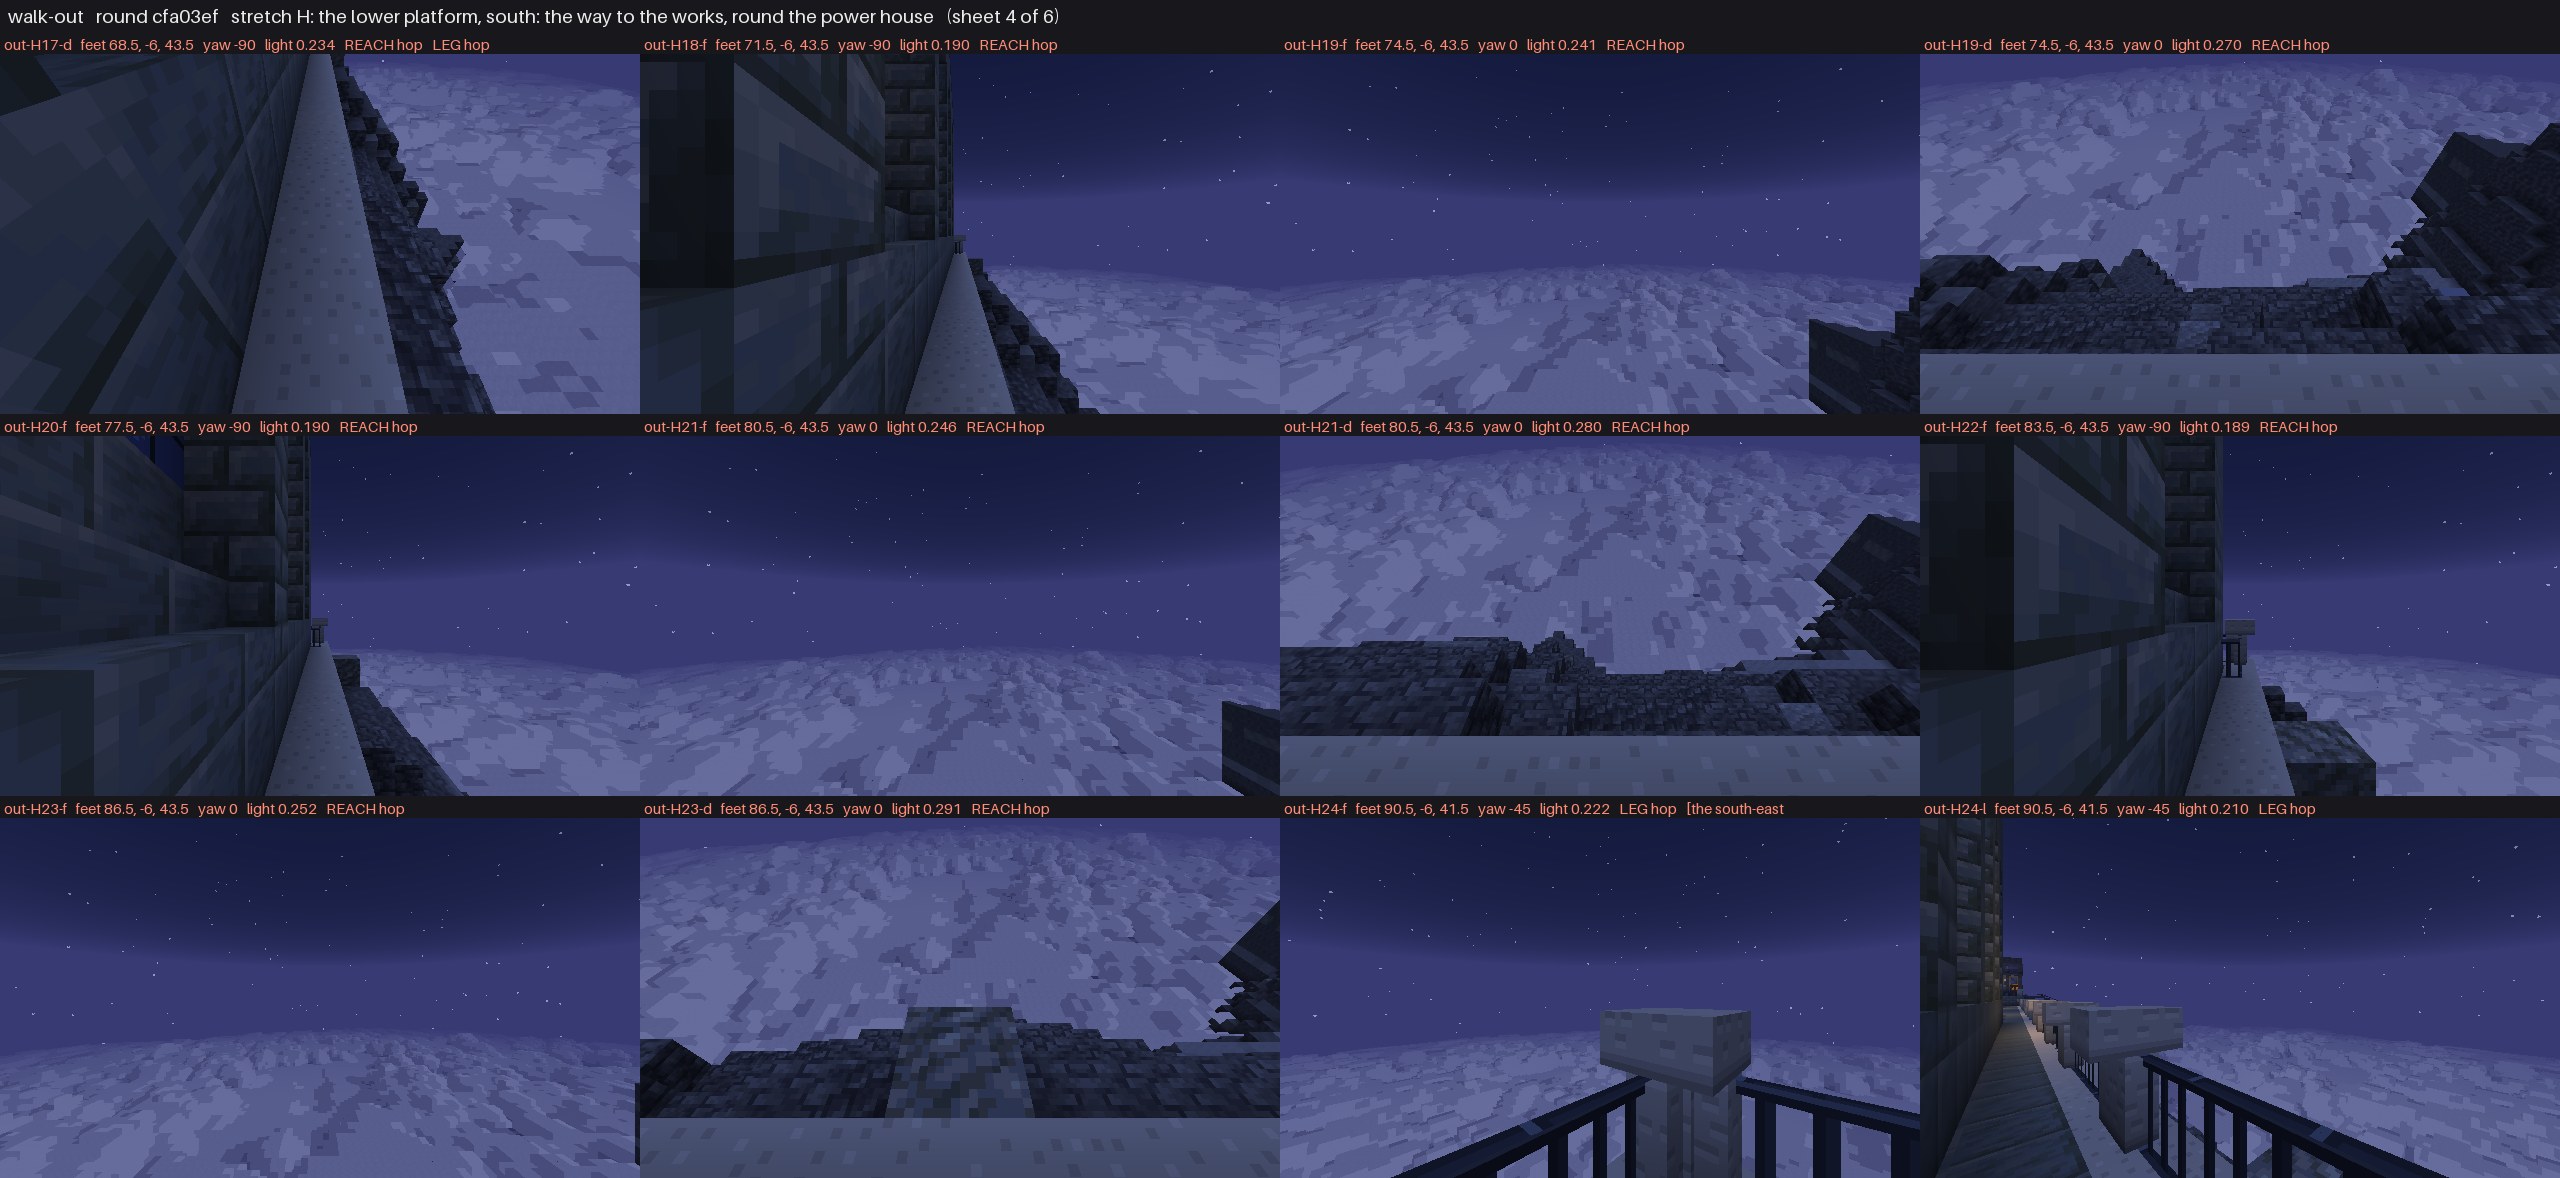 walk-out round cfa03ef stretch H: the lower platform, south: the way to the works, round the power house (sheet 4 of 6)
out-H17-d feet 68.5, -6, 43.5 yaw -90 light 0.234 REACH hop LEG hop
out-H18-f feet 71.5, -6, 43.5 yaw -90 light 0.190 REACH hop
out-H19-f feet 74.5, -6, 43.5 yaw 0 light 0.241 REACH hop
out-H19-d feet 74.5, -6, 43.5 yaw 0 light 0.270 REACH hop
out-H20-f feet 77.5, -6, 43.5 yaw -90 light 0.190 REACH hop
out-H21-f feet 80.5, -6, 43.5 yaw 0 light 0.246 REACH hop
out-H21-d feet 80.5, -6, 43.5 yaw 0 light 0.280 REACH hop
out-H22-f feet 83.5, -6, 43.5 yaw -90 light 0.189 REACH hop
out-H23-f feet 86.5, -6, 43.5 yaw 0 light 0.252 REACH hop
out-H23-d feet 86.5, -6, 43.5 yaw 0 light 0.291 REACH hop
out-H24-f feet 90.5, -6, 41.5 yaw -45 light 0.222 LEG hop [the south-east
out-H24-l feet 90.5, -6, 41.5 yaw -45 light 0.210 LEG hop